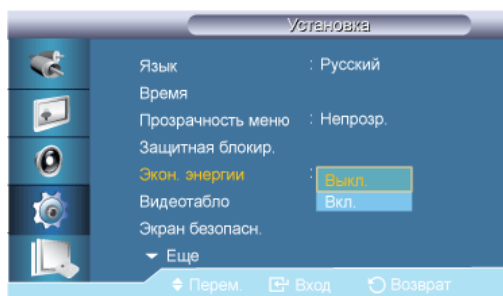 Установка
Язык : Русский
Время
Прозрачность меню : Непрозр.
Защитная блокир.
Экон. энергии : Выкл.
Видеотабло Вкл.
Экран безопасн.
Еще
Перем. Вход Возврат